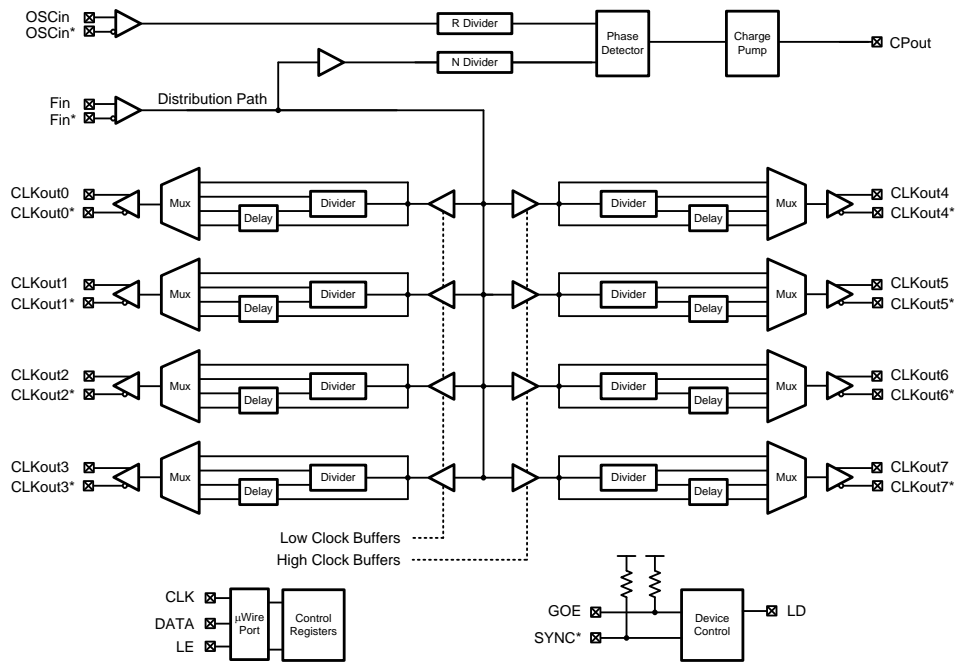 OSCin
OSCin*
R Divider
Phase
Detector
Charge
Pump
CPout
N Divider
Fin
Fin*
Distribution Path
CLKout0
CLKout0*
Mux
Delay
Divider
Divider
Delay
Mux
CLKout4
CLKout4*
CLKout1
CLKout1*
Mux
Delay
Divider
Divider
Delay
Mux
CLKout5
CLKout5*
CLKout2
CLKout2*
Mux
Delay
Divider
Divider
Delay
Mux
CLKout6
CLKout6*
CLKout3
CLKout3*
Mux
Delay
Divider
Divider
Delay
Mux
CLKout7
CLKout7*
Low Clock Buffers
High Clock Buffers
CLK
DATA
LE
μWire
Port
Control
Registers
GOE
SYNC*
Device
Control
LD